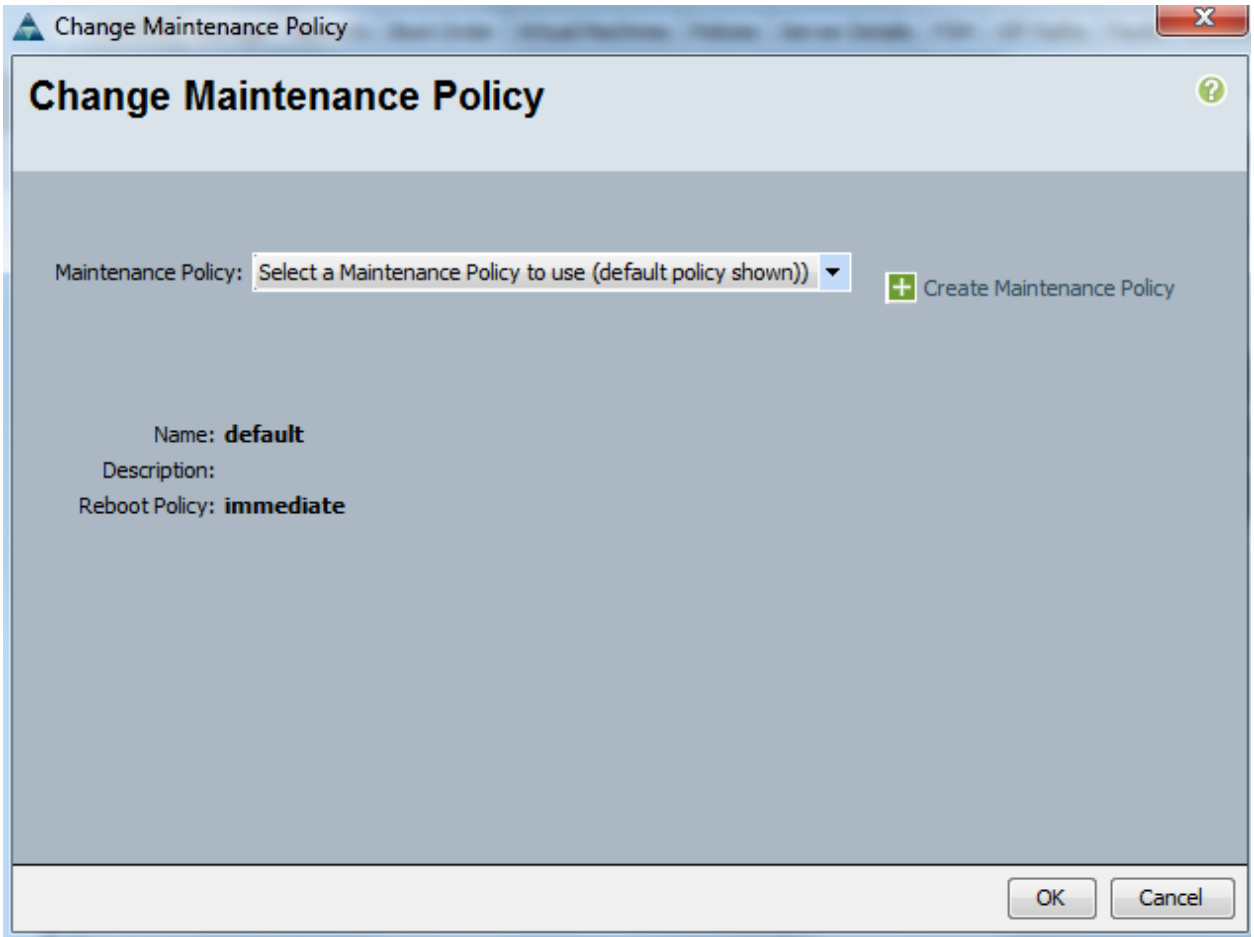 Change Maintenance Policy
Change Maintenance Policy
?
Maintenance Policy: Select a Maintenance Policy to use (default policy shown))
Create Maintenance Policy
Name: default
Description:
Reboot Policy: immediate
OK Cancel